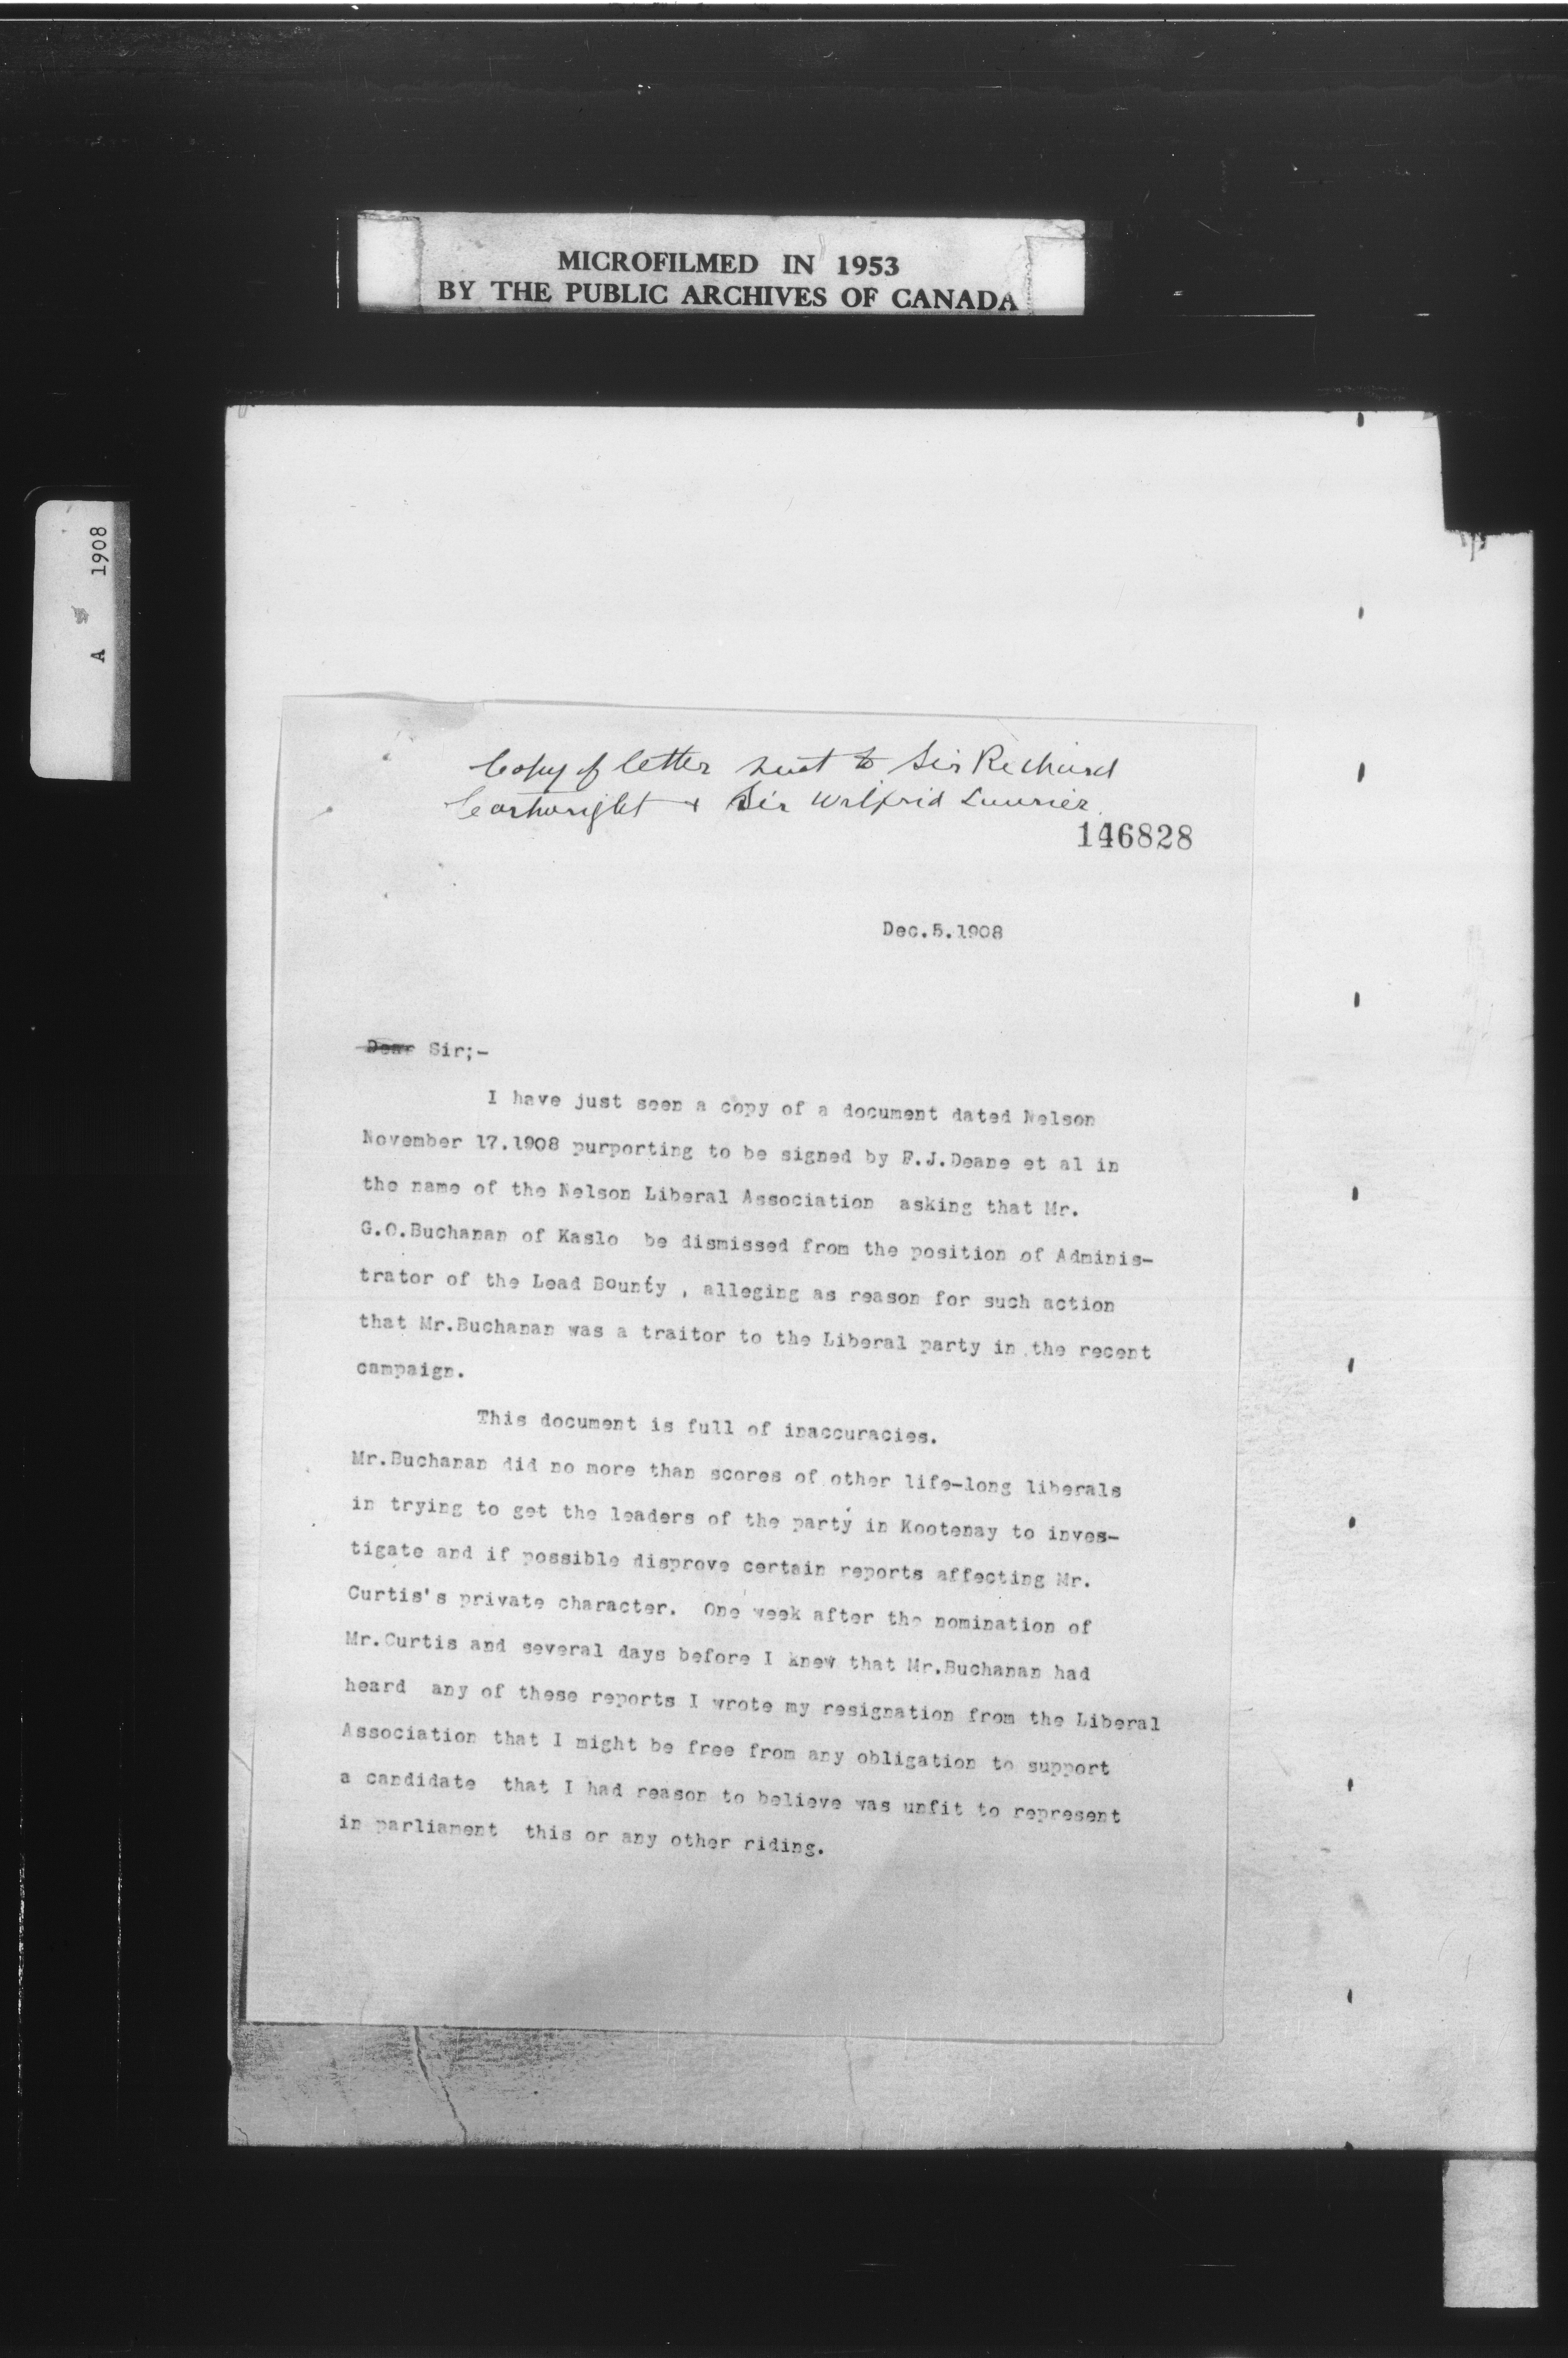 MICROFILMED IN 1953
BY THE PUBLIC ARCHIVES OF CANADA
A 1908
Copy of letter sent to Sir Richard
Cartwright & Sir Wilfrid Laurier
146828
Dec.5.1908
Dear Sir;-
I have just seen a copy of a document dated Nelson
November 17.1908 purporting to be signed by F.J.Deane et al in
the name of the Nelson Liberal Association asking that Mr.
G.O.Buchanan of Kaslo be dismissed from the position of Adminis-
trator of the Lead Bounty , alleging as reason for such action
that Mr.Buchanan was a traitor to the Liberal party in the recent
campaign.
This document is full of inaccuracies.
Mr.Buchanan did no more than scores of other life-long liberals
in trying to get the leaders of the party in Kootenay to inves-
tigate and if possible disprove certain reports affecting Mr.
Curtis's private character. One week after the nomination of
Mr.Curtis and several days before I knew that Mr.Buchanan had
heard any of these reports I wrote my resignation from the Liberal
Association that I might be free from any obligation to support
a candidate that I had reason to believe was unfit to represent
in parliament this or any other riding.